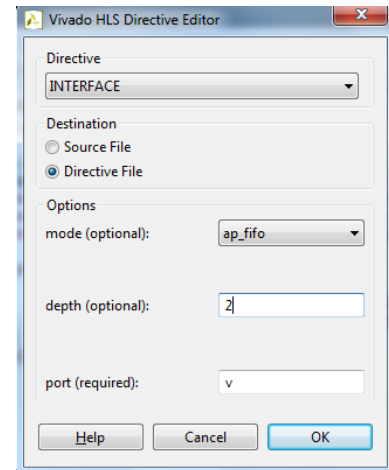 Vivado HLS Directive Editor
Directive
INTERFACE
Destination
Source File
Directive File
Options
mode (optional): ap_fifo
depth (optional): 2
port (required): v
Help Cancel OK